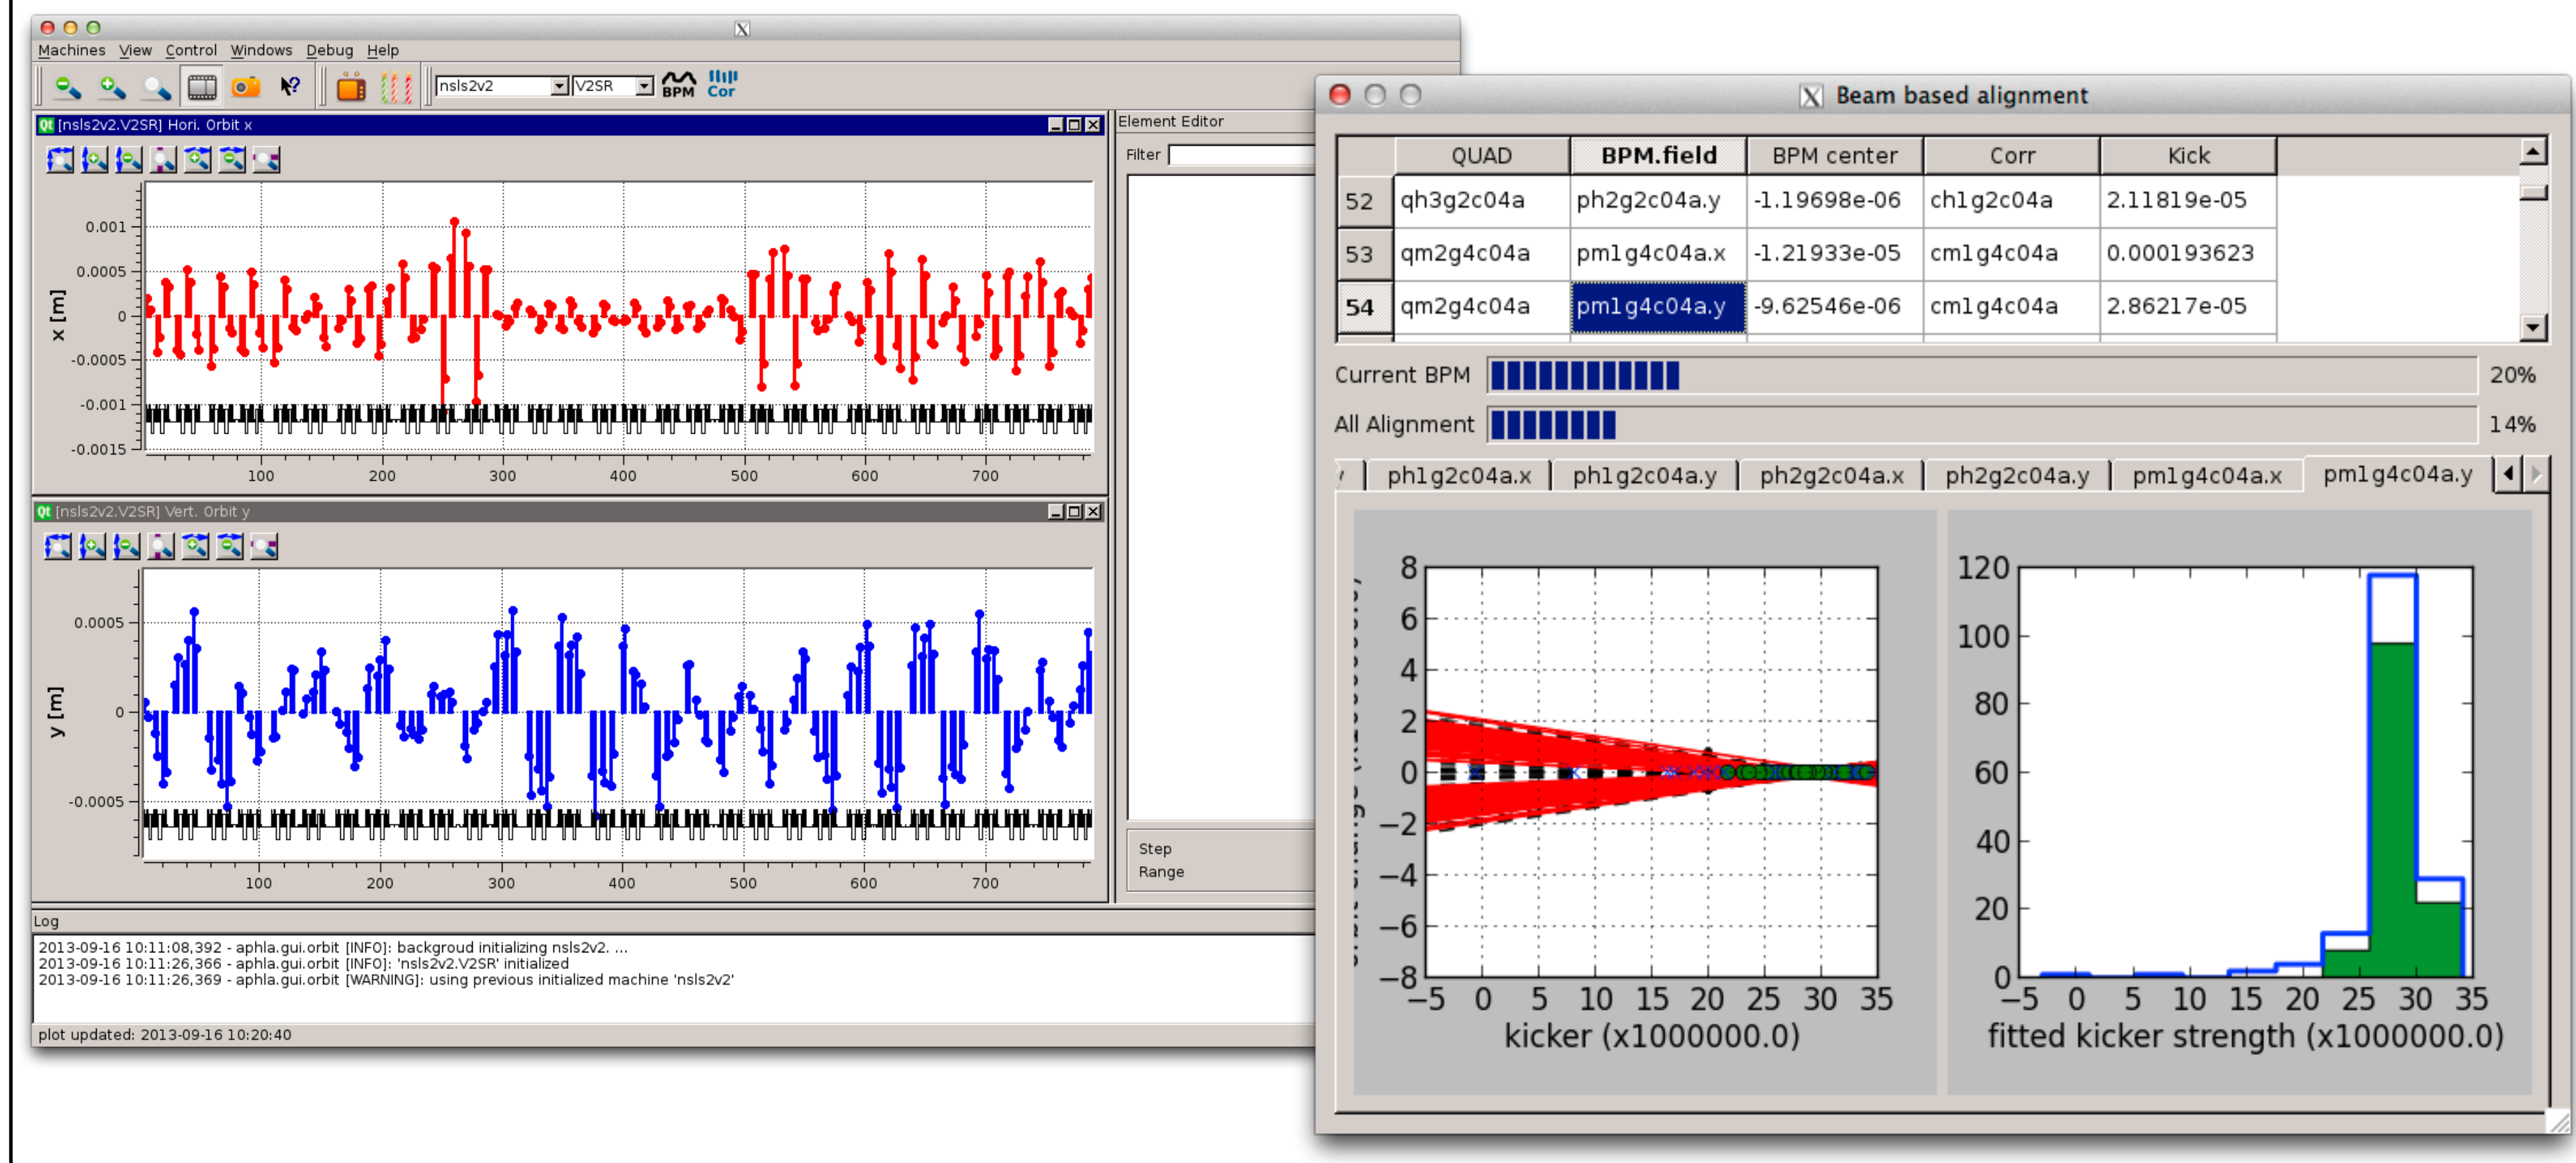 Machines View Control Windows Debug Help
nsls2v2 V2SR BPM Cor
[nsls2v2.V2SR] Hori. Orbit x
0.001
0.0005
0
-0.0005
-0.001
-0.0015
x [m]
100 200 300 400 500 600 700
[nsls2v2.V2SR] Vert. Orbit y
0.0005
0
-0.0005
y [m]
100 200 300 400 500 600 700
Element Editor
Filter
Step
Range
Log
2013-09-16 10:11:08,392 - aphla.gui.orbit [INFO]: backgroud initializing nsls2v2. ...
2013-09-16 10:11:26,366 - aphla.gui.orbit [INFO]: 'nsls2v2.V2SR' initialized
2013-09-16 10:11:26,369 - aphla.gui.orbit [WARNING]: using previous initialized machine 'nsls2v2'
plot updated: 2013-09-16 10:20:40
Beam based alignment
QUAD BPM.field BPM center Corr Kick
52 qh3g2c04a ph2g2c04a.y -1.19698e-06 ch1g2c04a 2.11819e-05
53 qm2g4c04a pm1g4c04a.x -1.21933e-05 cm1g4c04a 0.000193623
54 qm2g4c04a pm1g4c04a.y -9.62546e-06 cm1g4c04a 2.86217e-05
Current BPM 20%
All Alignment 14%
ph1g2c04a.x ph1g2c04a.y ph2g2c04a.x ph2g2c04a.y pm1g4c04a.x pm1g4c04a.y
8
6
4
2
0
−2
−4
−6
−8
−5 0 5 10 15 20 25 30 35
kicker (x1000000.0)
120
100
80
60
40
20
0
−5 0 5 10 15 20 25 30 35
fitted kicker strength (x1000000.0)